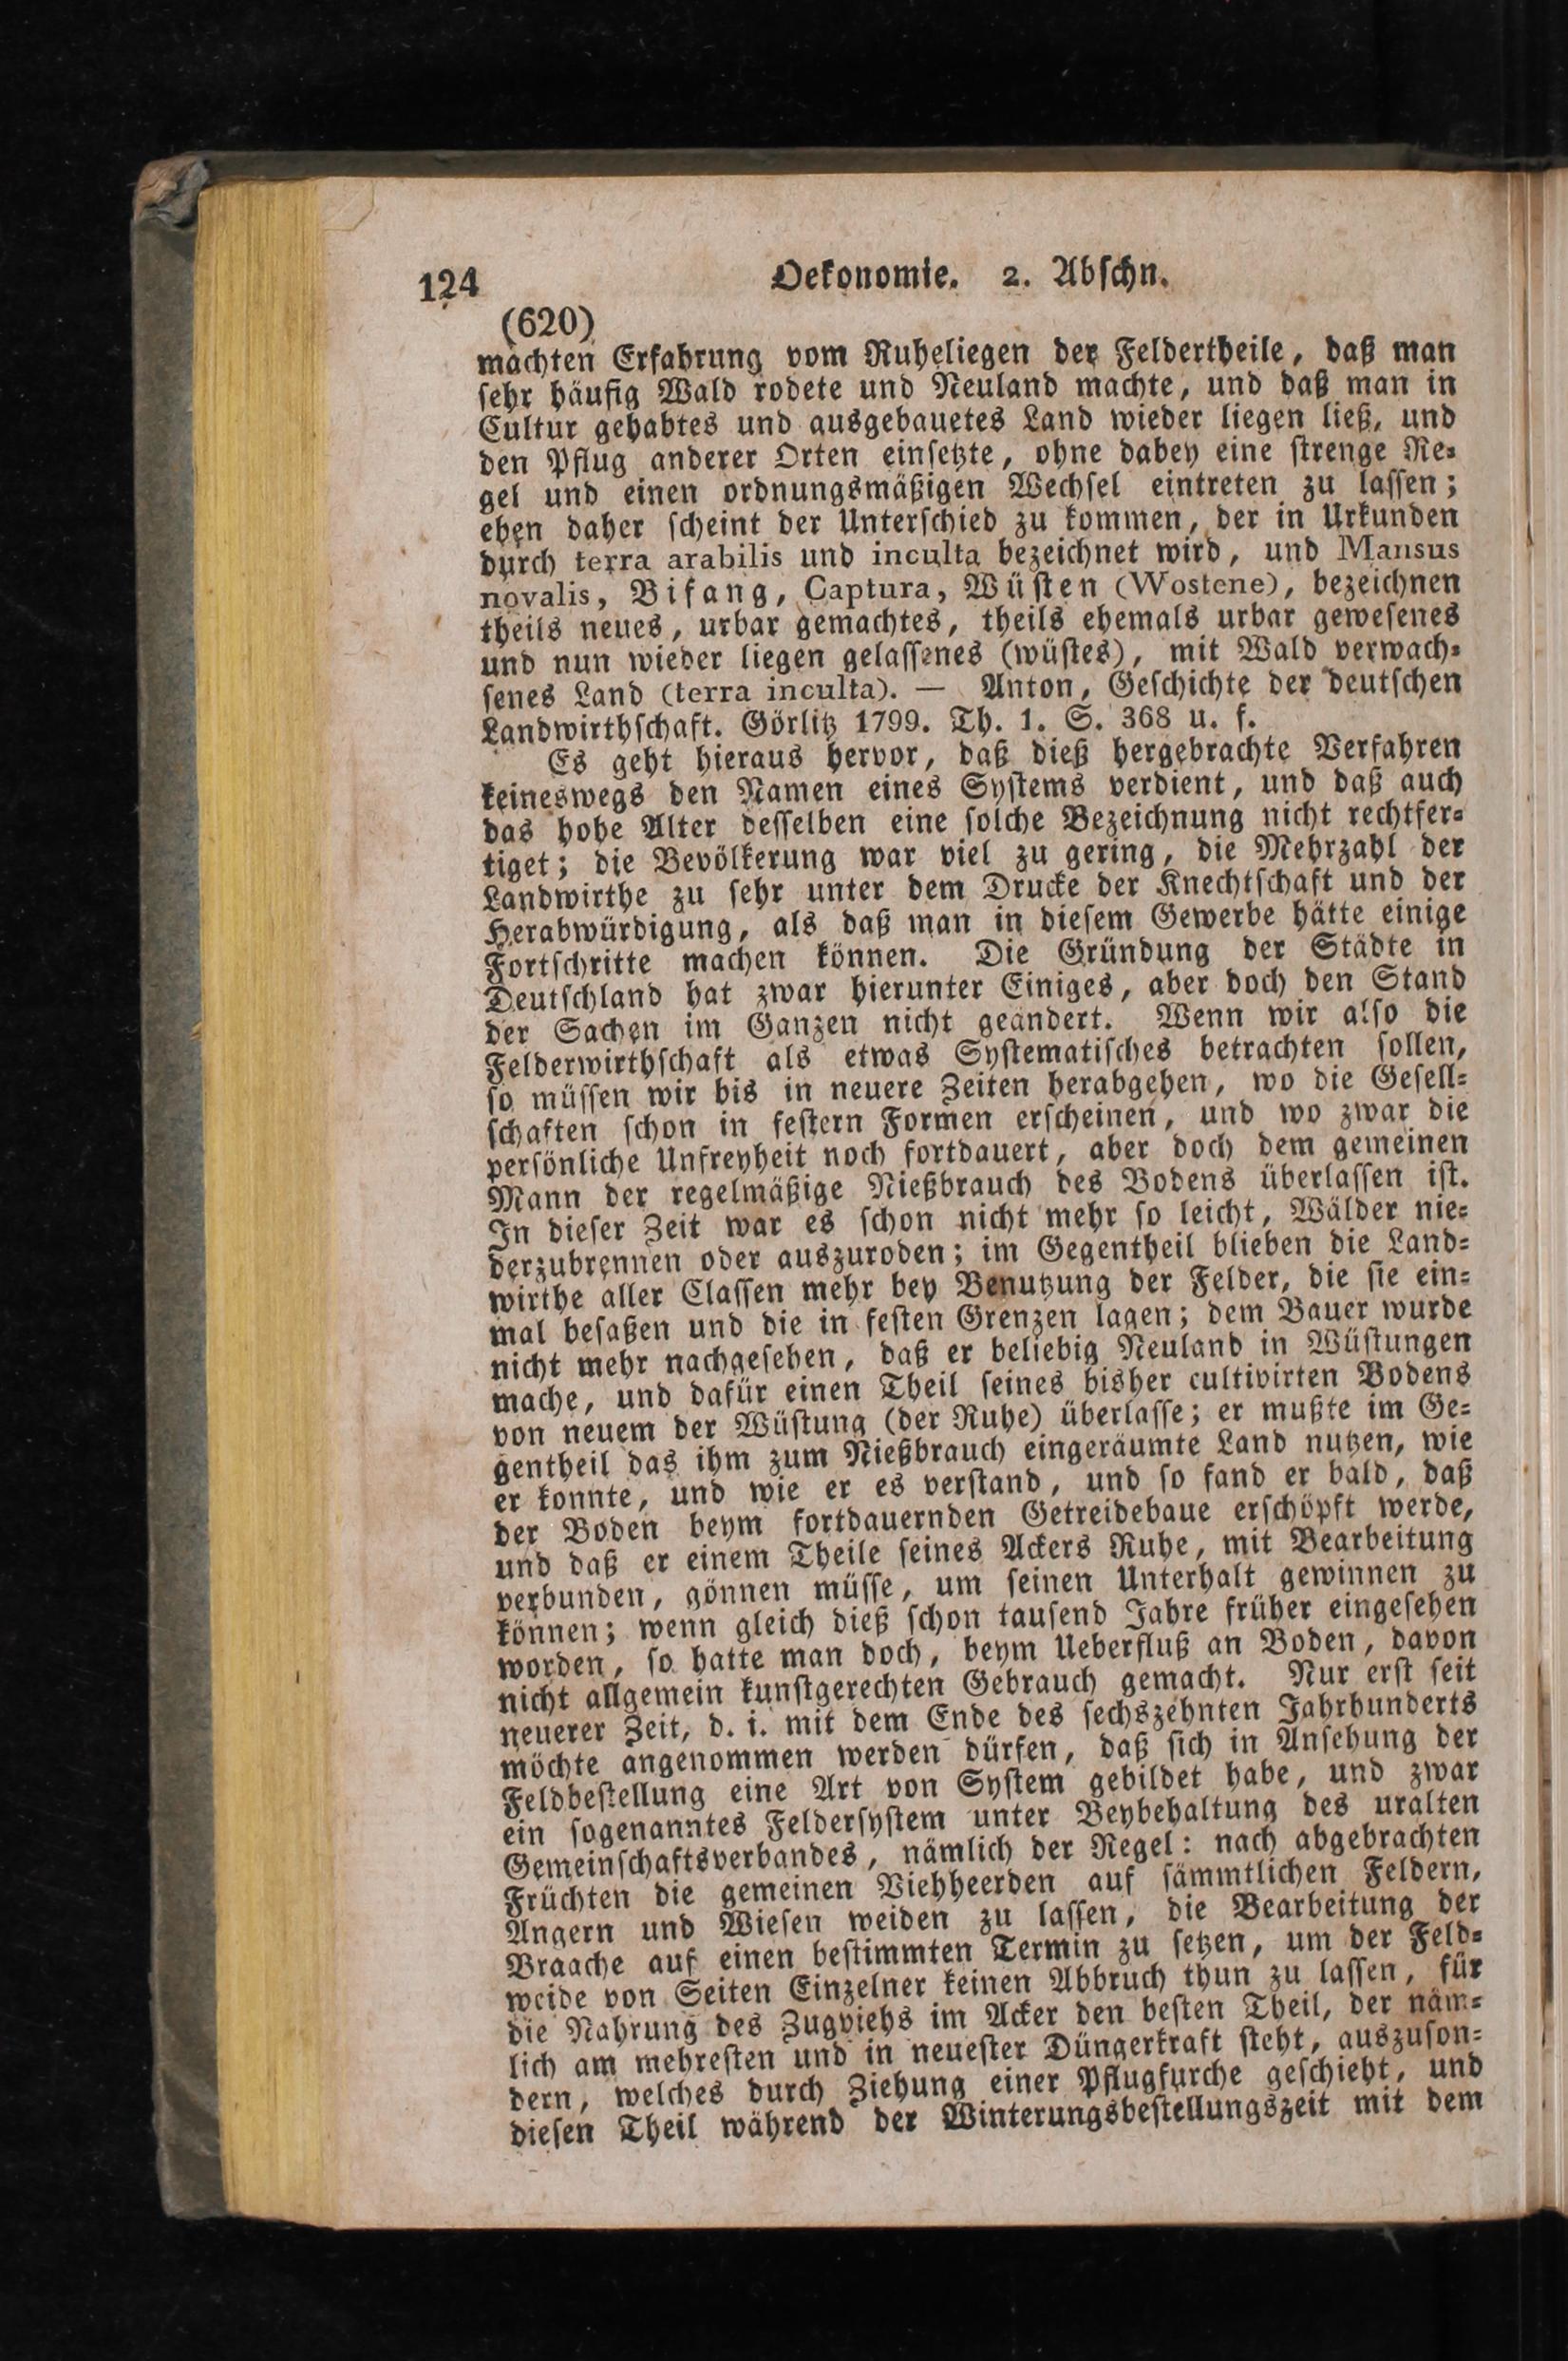 124 Oekonomie. 2. Abſchn.
(620)
machten Erfahrung vom Ruheliegen der Feldertheile, daß man
ſehr häufig Wald rodete und Neuland machte, und daß man in
Cultur gehabtes und ausgebauetes Land wieder liegen ließ, und
den Pflug anderer Orten einſetzte, ohne dabey eine ſtrenge Re-
gel und einen ordnungsmäßigen Wechſel eintreten zu laſſen;
eben daher ſcheint der Unterſchied zu kommen, der in Urkunden
durch terra arabilis und inculta bezeichnet wird, und Mansus
novalis, Bifang, Captura, Wüſten (Wostene), bezeichnen
theils neues, urbar gemachtes, theils ehemals urbar geweſenes
und nun wieder liegen gelaſſenes (wüſtes), mit Wald verwach-
ſenes Land (terra inculta). — Anton, Geſchichte der deutſchen
Landwirthſchaft. Görlitz 1799. Th. 1. S. 368 u. f.
Es geht hieraus hervor, daß dieß hergebrachte Verfahren
keineswegs den Namen eines Syſtems verdient, und daß auch
das hohe Alter deſſelben eine ſolche Bezeichnung nicht rechtfer-
tiget; die Bevölkerung war viel zu gering, die Mehrzahl der
Landwirthe zu ſehr unter dem Drucke der Knechtſchaft und der
Herabwürdigung, als daß man in dieſem Gewerbe hätte einige
Fortſchritte machen können. Die Gründung der Städte in
Deutſchland hat zwar hierunter Einiges, aber doch den Stand
der Sachen im Ganzen nicht geändert. Wenn wir alſo die
Felderwirthſchaft als etwas Syſtematiſches betrachten ſollen,
ſo müſſen wir bis in neuere Zeiten herabgehen, wo die Geſell-
ſchaften ſchon in feſtern Formen erſcheinen, und wo zwar die
perſönliche Unfreyheit noch fortdauert, aber doch dem gemeinen
Mann der regelmäßige Nießbrauch des Bodens überlaſſen iſt.
In dieſer Zeit war es ſchon nicht mehr ſo leicht, Wälder nie-
derzubrennen oder auszuroden; im Gegentheil blieben die Land-
wirthe aller Claſſen mehr bey Benutzung der Felder, die ſie ein-
mal beſaßen und die in feſten Grenzen lagen; dem Bauer wurde
nicht mehr nachgeſehen, daß er beliebig Neuland in Wüſtungen
mache, und dafür einen Theil ſeines bisher cultivirten Bodens
von neuem der Wüſtung (der Ruhe) überlaſſe; er mußte im Ge-
gentheil das ihm zum Nießbrauch eingeräumte Land nutzen, wie
er konnte, und wie er es verſtand, und ſo fand er bald, daß
der Boden beym fortdauernden Getreidebaue erſchöpft werde,
und daß er einem Theile ſeines Ackers Ruhe, mit Bearbeitung
verbunden, gönnen müſſe, um ſeinen Unterhalt gewinnen zu
können; wenn gleich dieß ſchon tauſend Jahre früher eingeſehen
worden, ſo hatte man doch, beym Ueberfluß an Boden, davon
nicht allgemein kunſtgerechten Gebrauch gemacht. Nur erſt ſeit
neuerer Zeit, d. i. mit dem Ende des ſechszehnten Jahrhunderts
möchte angenommen werden dürfen, daß ſich in Anſehung der
Feldbeſtellung eine Art von Syſtem gebildet habe, und zwar
ein ſogenanntes Felderſyſtem unter Beybehaltung des uralten
Gemeinſchaftsverbandes, nämlich der Regel: nach abgebrachten
Früchten die gemeinen Viehheerden auf ſämmtlichen Feldern,
Angern und Wieſen weiden zu laſſen, die Bearbeitung der
Braache auf einen beſtimmten Termin zu ſetzen, um der Feld-
weide von Seiten Einzelner keinen Abbruch thun zu laſſen, für
die Nahrung des Zugviehs im Acker den beſten Theil, der näm-
lich am mehreſten und in neueſter Düngerkraft ſteht, auszuſon-
dern, welches durch Ziehung einer Pflugfurche geſchieht, und
dieſen Theil während der Winterungsbeſtellungszeit mit dem